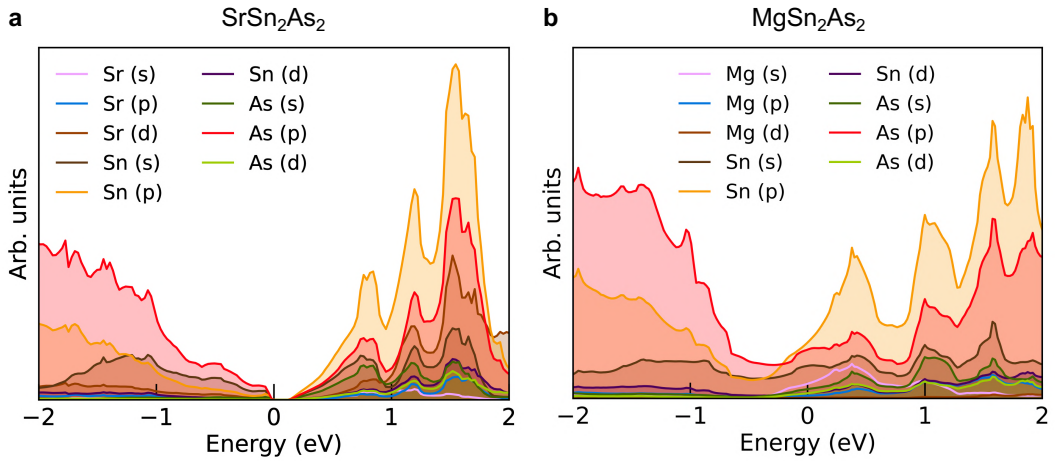 a
SrSn₂As₂
Sr (s)
Sr (p)
Sr (d)
Sn (s)
Sn (p)
Sn (d)
As (s)
As (p)
As (d)
Arb. units
−2
−1
0
1
2
Energy (eV)
b
MgSn₂As₂
Mg (s)
Mg (p)
Mg (d)
Sn (s)
Sn (p)
Sn (d)
As (s)
As (p)
As (d)
Arb. units
−2
−1
0
1
2
Energy (eV)